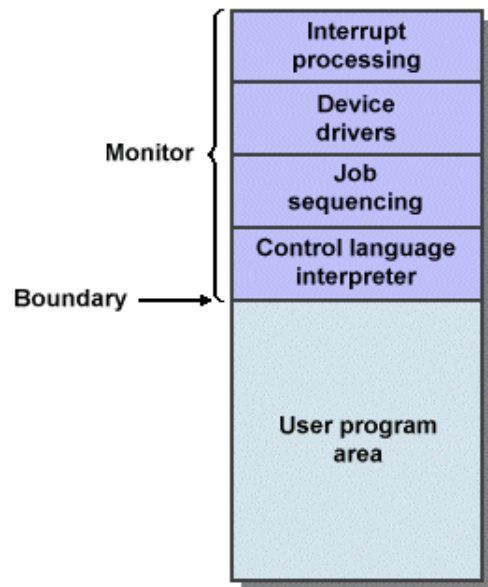 Interrupt
processing
Device
drivers
Monitor
Job
sequencing
Control language
interpreter
Boundary
User program
area